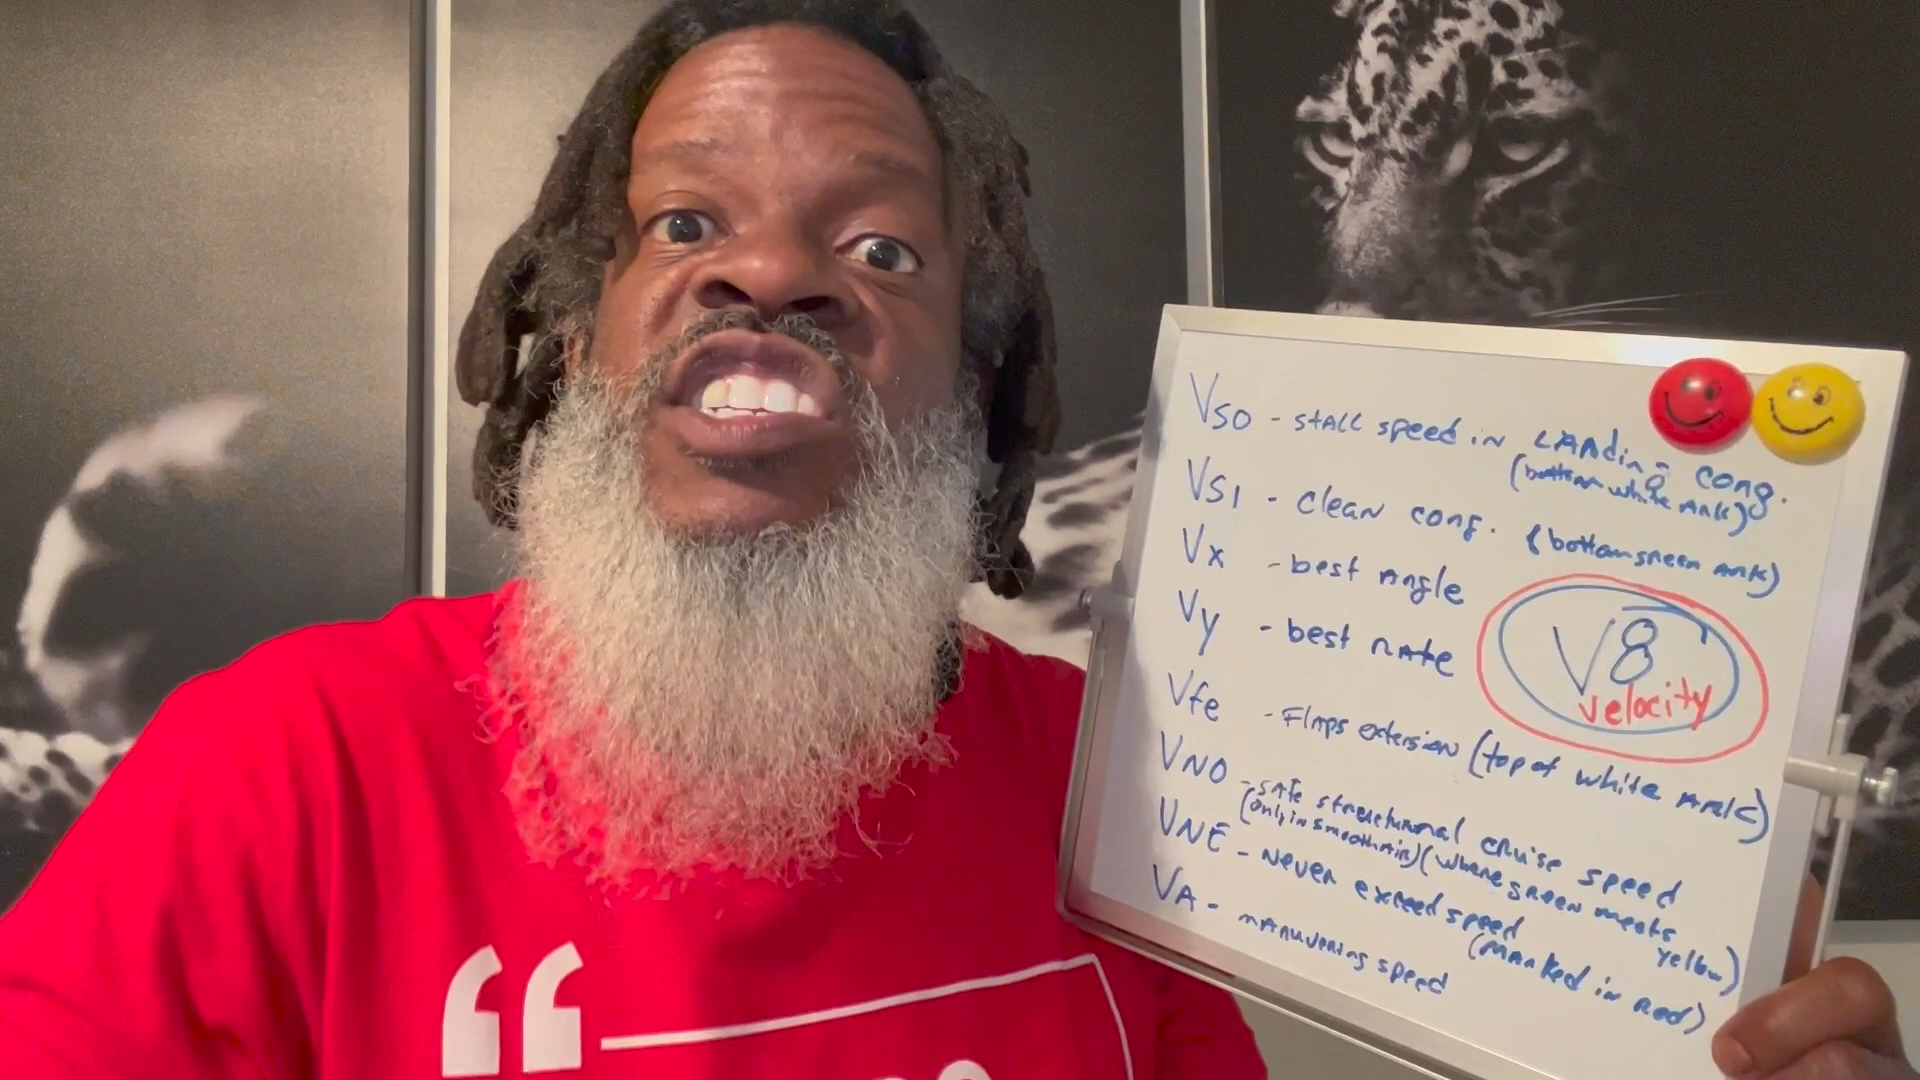 VSO - stall speed in Landing cong.
(bottom white ARK)
VS1 - clean conf. (bottom green ARK)
Vx - best Angle
Vy - best RAte
V8
velocity
Vfe - Flaps extension (top of white ARK)
VNO - safe structural cruise speed
(only in smooth Air) (where green meets yellow)
VNE - Never exceed speed
(marked in Red)
VA - manuvering speed
“